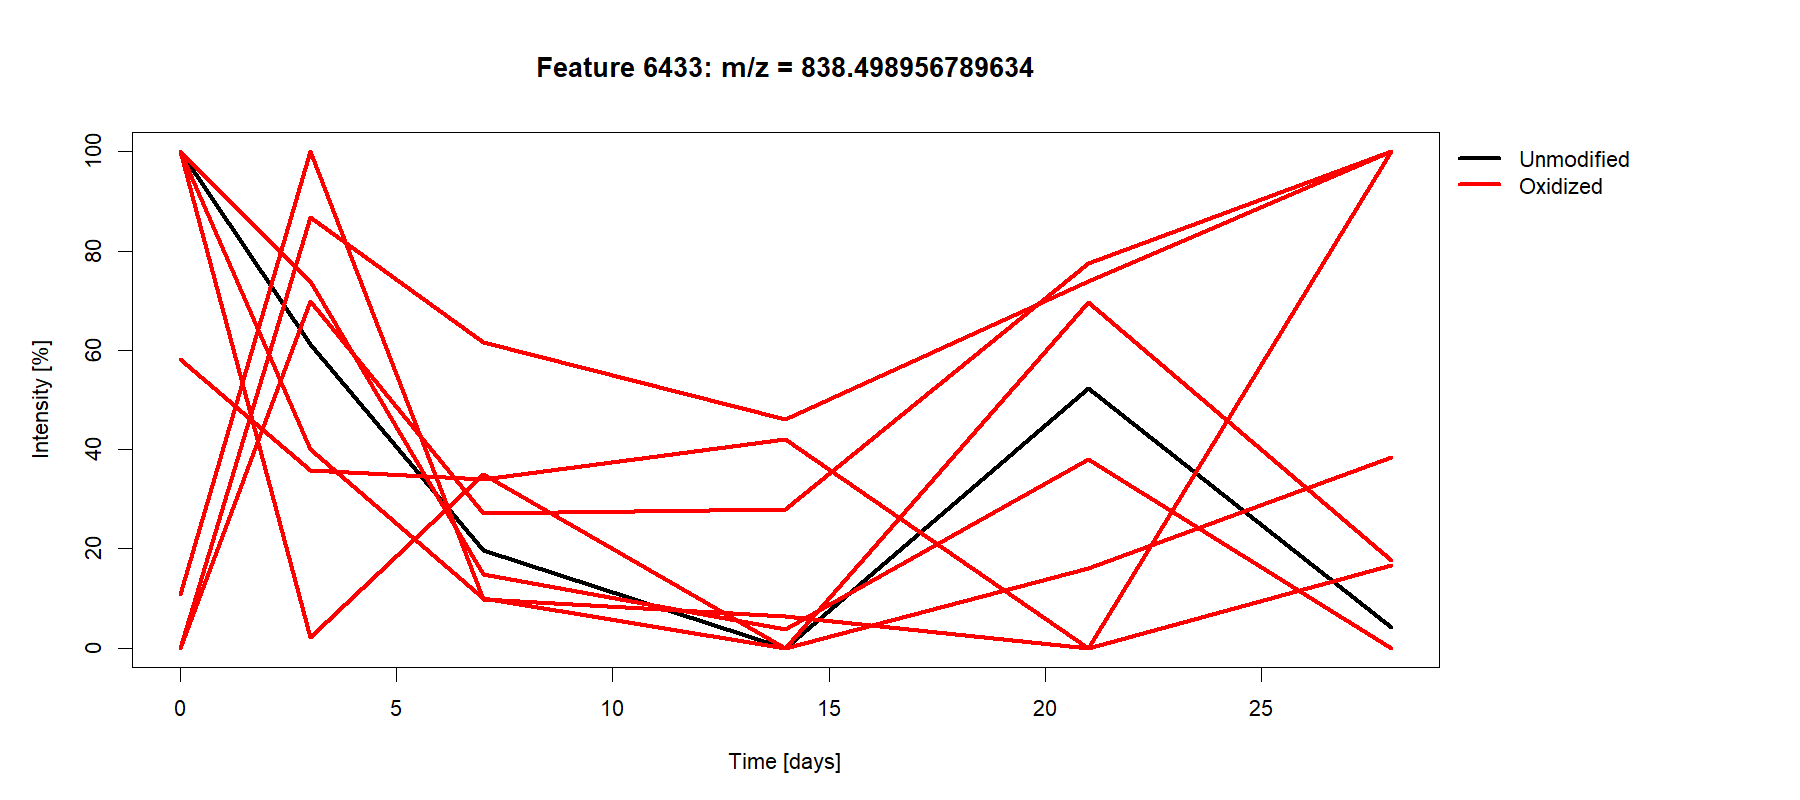 Feature 6433: m/z = 838.498956789634
Unmodified
Oxidized
Intensity [%]
100
80
60
40
20
0
0 5 10 15 20 25
Time [days]